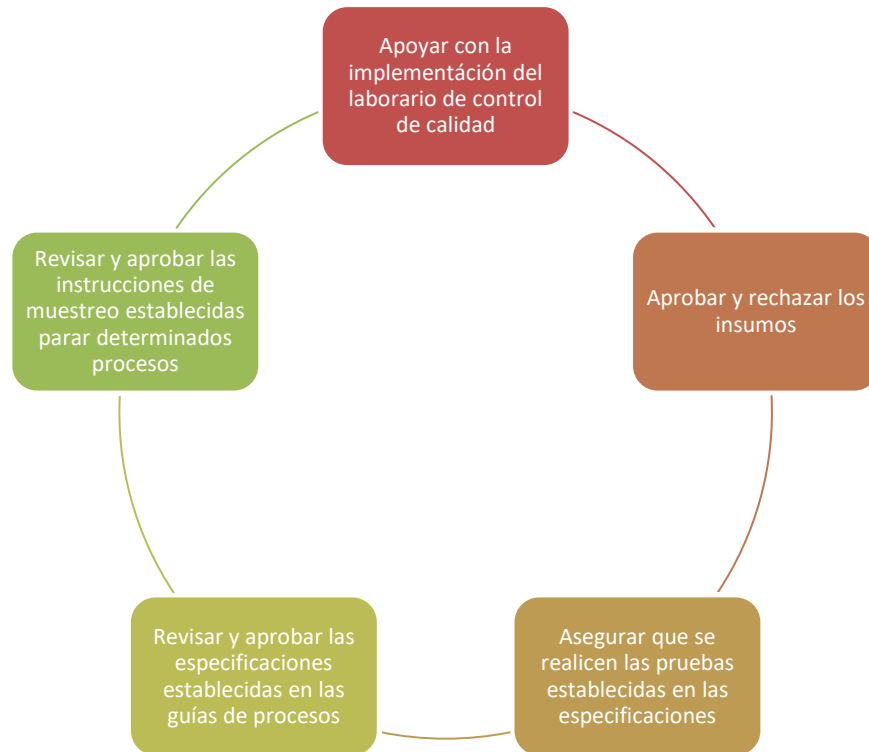 Apoyar con la
implementáción del
laborario de control
de calidad
Aprobar y rechazar los
insumos
Asegurar que se
realicen las pruebas
establecidas en las
especificaciones
Revisar y aprobar las
especificaciones
establecidas en las
guías de procesos
Revisar y aprobar las
instrucciones de
muestreo establecidas
parar determinados
procesos